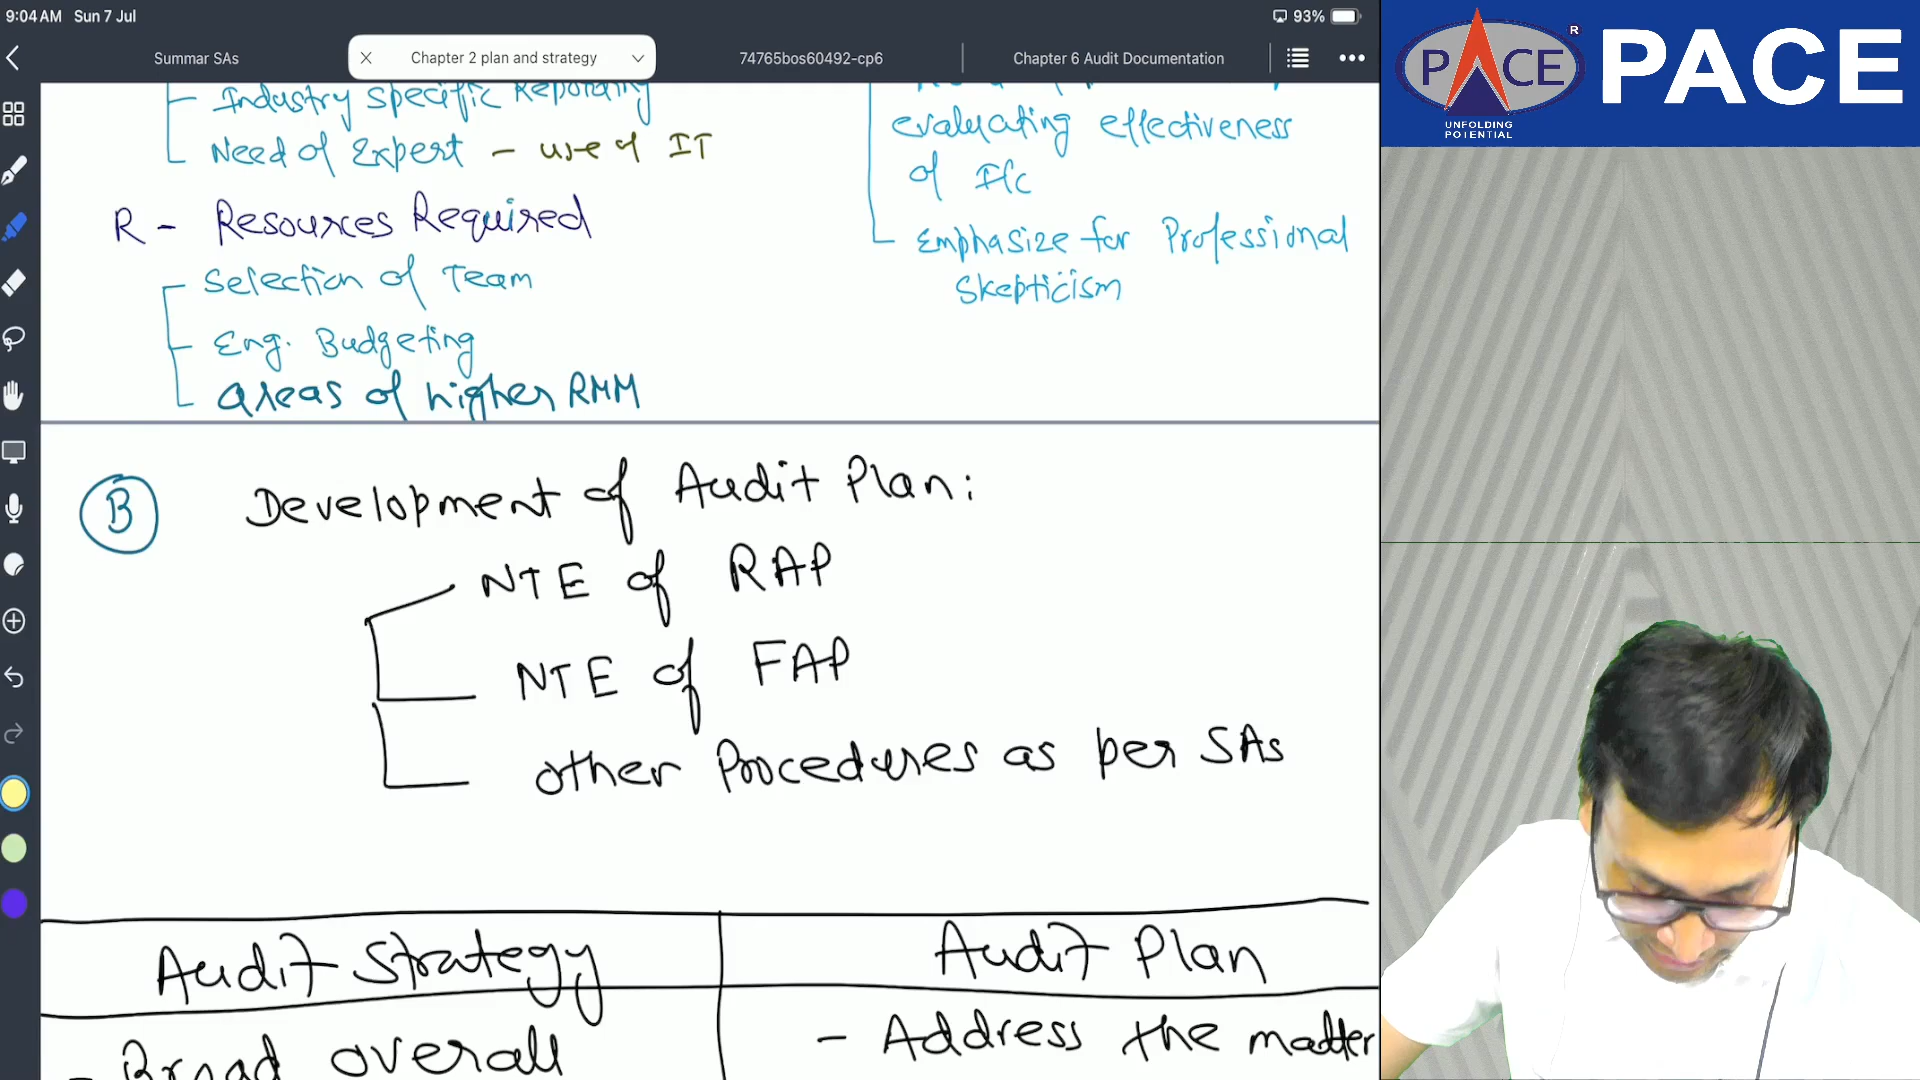 9:04 AM Sun 7 Jul
93%
Summar SAs
Chapter 2 plan and strategy
74765bos60492-cp6
Chapter 6 Audit Documentation
PACE
UNFOLDING
POTENTIAL
®
PACE
Industry Specific Reporting
Need of Expert - use of IT
R - Resources Required
Selection of Team
Eng. Budgeting
areas of higher RMM
evaluating effectiveness
of I/c
Emphasize for Professional
Skepticism
B Development of Audit Plan:
NTE of RAP
NTE of FAP
other Procedures as per SAs
Audit Strategy
Audit Plan
- Broad overall
- Address the matter